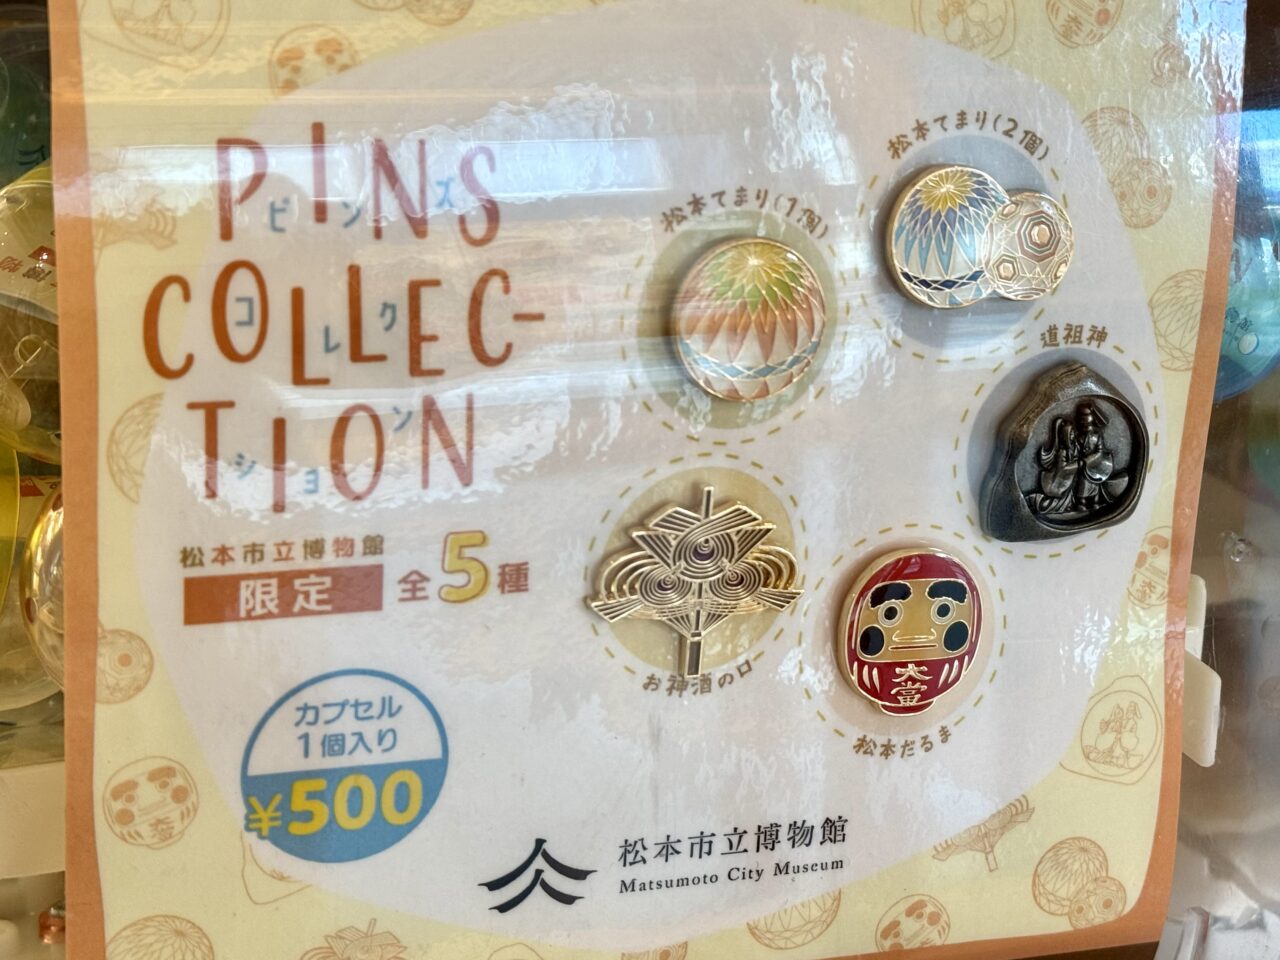 PINS
ピンズ
COLLEC-
コレク
TION
ション
松本市立博物館
限定
全5種
カプセル
1個入り
¥500
松本てまり(1個)
松本てまり(2個)
道祖神
お神酒の口
大當
松本だるま
松本市立博物館
Matsumoto City Museum